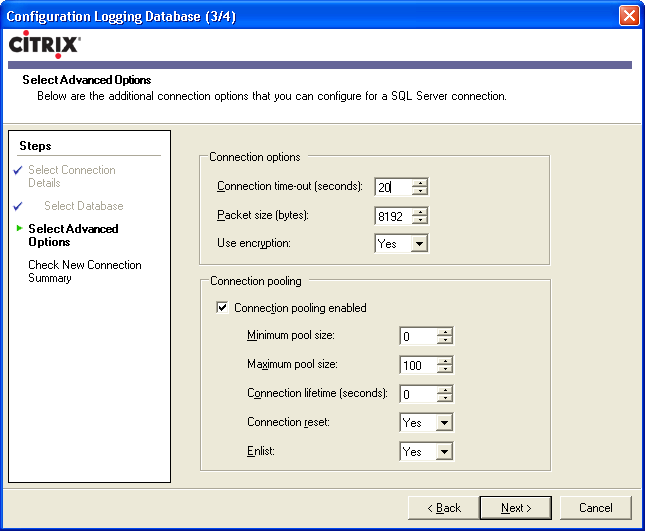 Configuration Logging Database (3/4)
CITRIX
Select Advanced Options
Below are the additional connection options that you can configure for a SQL Server connection.
Steps
Select Connection
Details
Select Database
Select Advanced
Options
Check New Connection
Summary
Connection options
Connection time-out (seconds): 20
Packet size (bytes): 8192
Use encryption: Yes
Connection pooling
Connection pooling enabled
Minimum pool size: 0
Maximum pool size: 100
Connection lifetime (seconds): 0
Connection reset: Yes
Enlist: Yes
< Back Next > Cancel